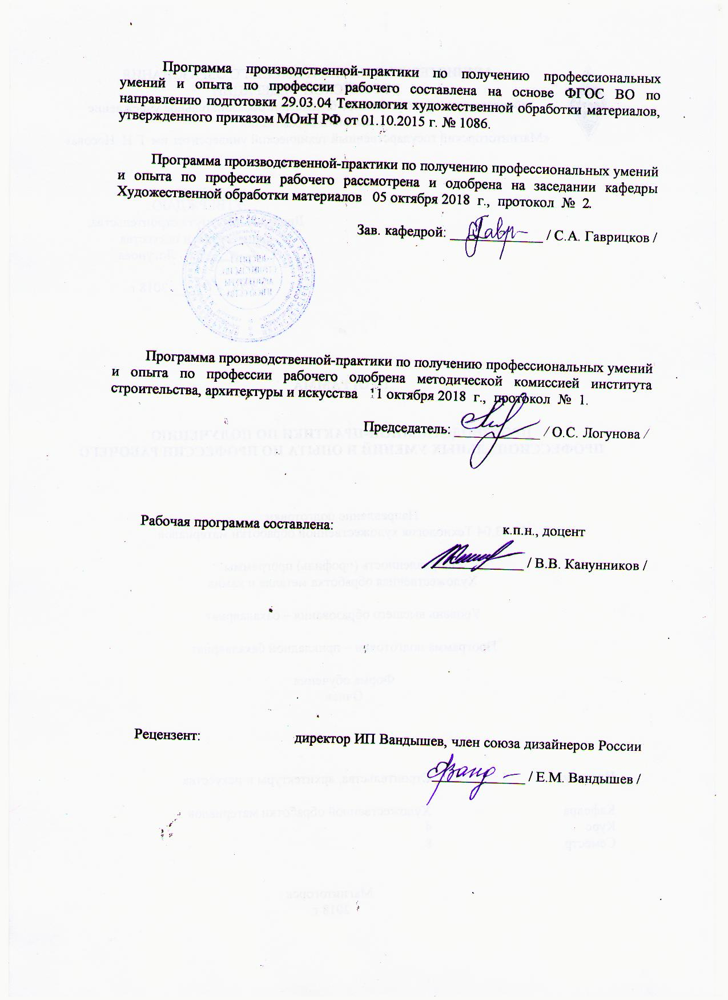 Программа производственной-практики по получению профессиональных
умений и опыта по профессии рабочего составлена на основе ФГОС ВО по
направлению подготовки 29.03.04 Технология художественной обработки материалов,
утвержденного приказом МОиН РФ от 01.10.2015 г. № 1086.
Программа производственной-практики по получению профессиональных умений
и опыта по профессии рабочего рассмотрена и одобрена на заседании кафедры
Художественной обработки материалов 05 октября 2018 г., протокол № 2.
Зав. кафедрой: / С.А. Гаврицков /
Программа производственной-практики по получению профессиональных умений
и опыта по профессии рабочего одобрена методической комиссией института
строительства, архитектуры и искусства 11 октября 2018 г., протокол № 1.
Председатель: / О.С. Логунова /
Рабочая программа составлена:
к.п.н., доцент
/ В.В. Канунников /
Рецензент: директор ИП Вандышев, член союза дизайнеров России
/ Е.М. Вандышев /